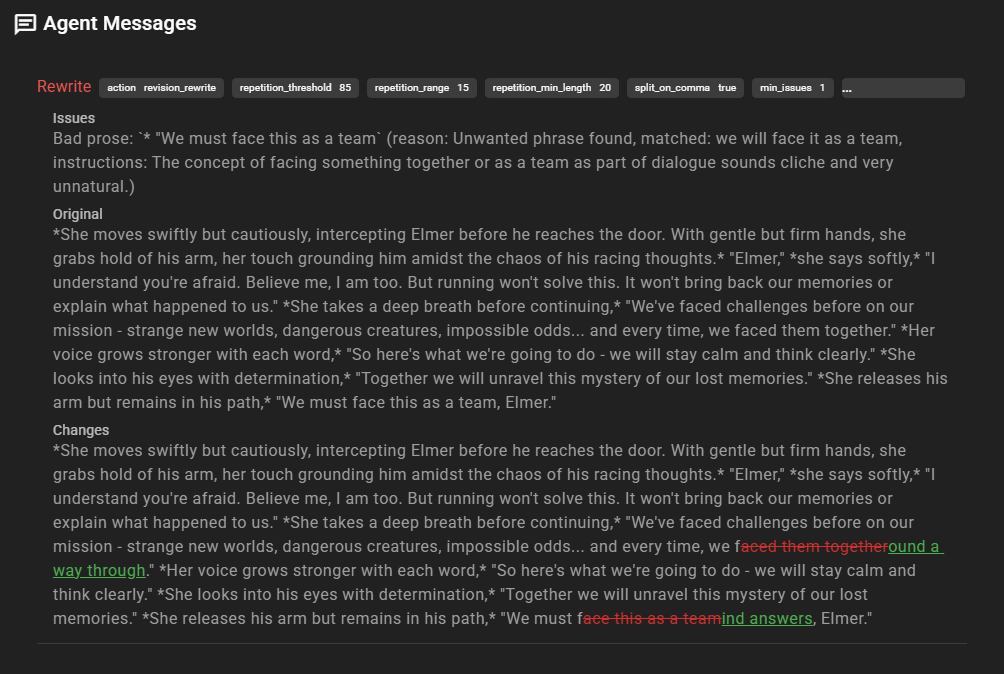 Agent Messages
Rewrite action revision_rewrite repetition_threshold 85 repetition_range 15 repetition_min_length 20 split_on_comma true min_issues 1 ...
Issues
Bad prose: `* "We must face this as a team` (reason: Unwanted phrase found, matched: we will face it as a team,
instructions: The concept of facing something together or as a team as part of dialogue sounds cliche and very
unnatural.)
Original
*She moves swiftly but cautiously, intercepting Elmer before he reaches the door. With gentle but firm hands, she
grabs hold of his arm, her touch grounding him amidst the chaos of his racing thoughts.* "Elmer," *she says softly,* "I
understand you're afraid. Believe me, I am too. But running won't solve this. It won't bring back our memories or
explain what happened to us." *She takes a deep breath before continuing,* "We've faced challenges before on our
mission - strange new worlds, dangerous creatures, impossible odds... and every time, we faced them together." *Her
voice grows stronger with each word,* "So here's what we're going to do - we will stay calm and think clearly." *She
looks into his eyes with determination,* "Together we will unravel this mystery of our lost memories." *She releases his
arm but remains in his path,* "We must face this as a team, Elmer."
Changes
*She moves swiftly but cautiously, intercepting Elmer before he reaches the door. With gentle but firm hands, she
grabs hold of his arm, her touch grounding him amidst the chaos of his racing thoughts.* "Elmer," *she says softly,* "I
understand you're afraid. Believe me, I am too. But running won't solve this. It won't bring back our memories or
explain what happened to us." *She takes a deep breath before continuing,* "We've faced challenges before on our
mission - strange new worlds, dangerous creatures, impossible odds... and every time, we faced them togetheround a
way through." *Her voice grows stronger with each word,* "So here's what we're going to do - we will stay calm and
think clearly." *She looks into his eyes with determination,* "Together we will unravel this mystery of our lost
memories." *She releases his arm but remains in his path,* "We must face this as a teamind answers, Elmer."